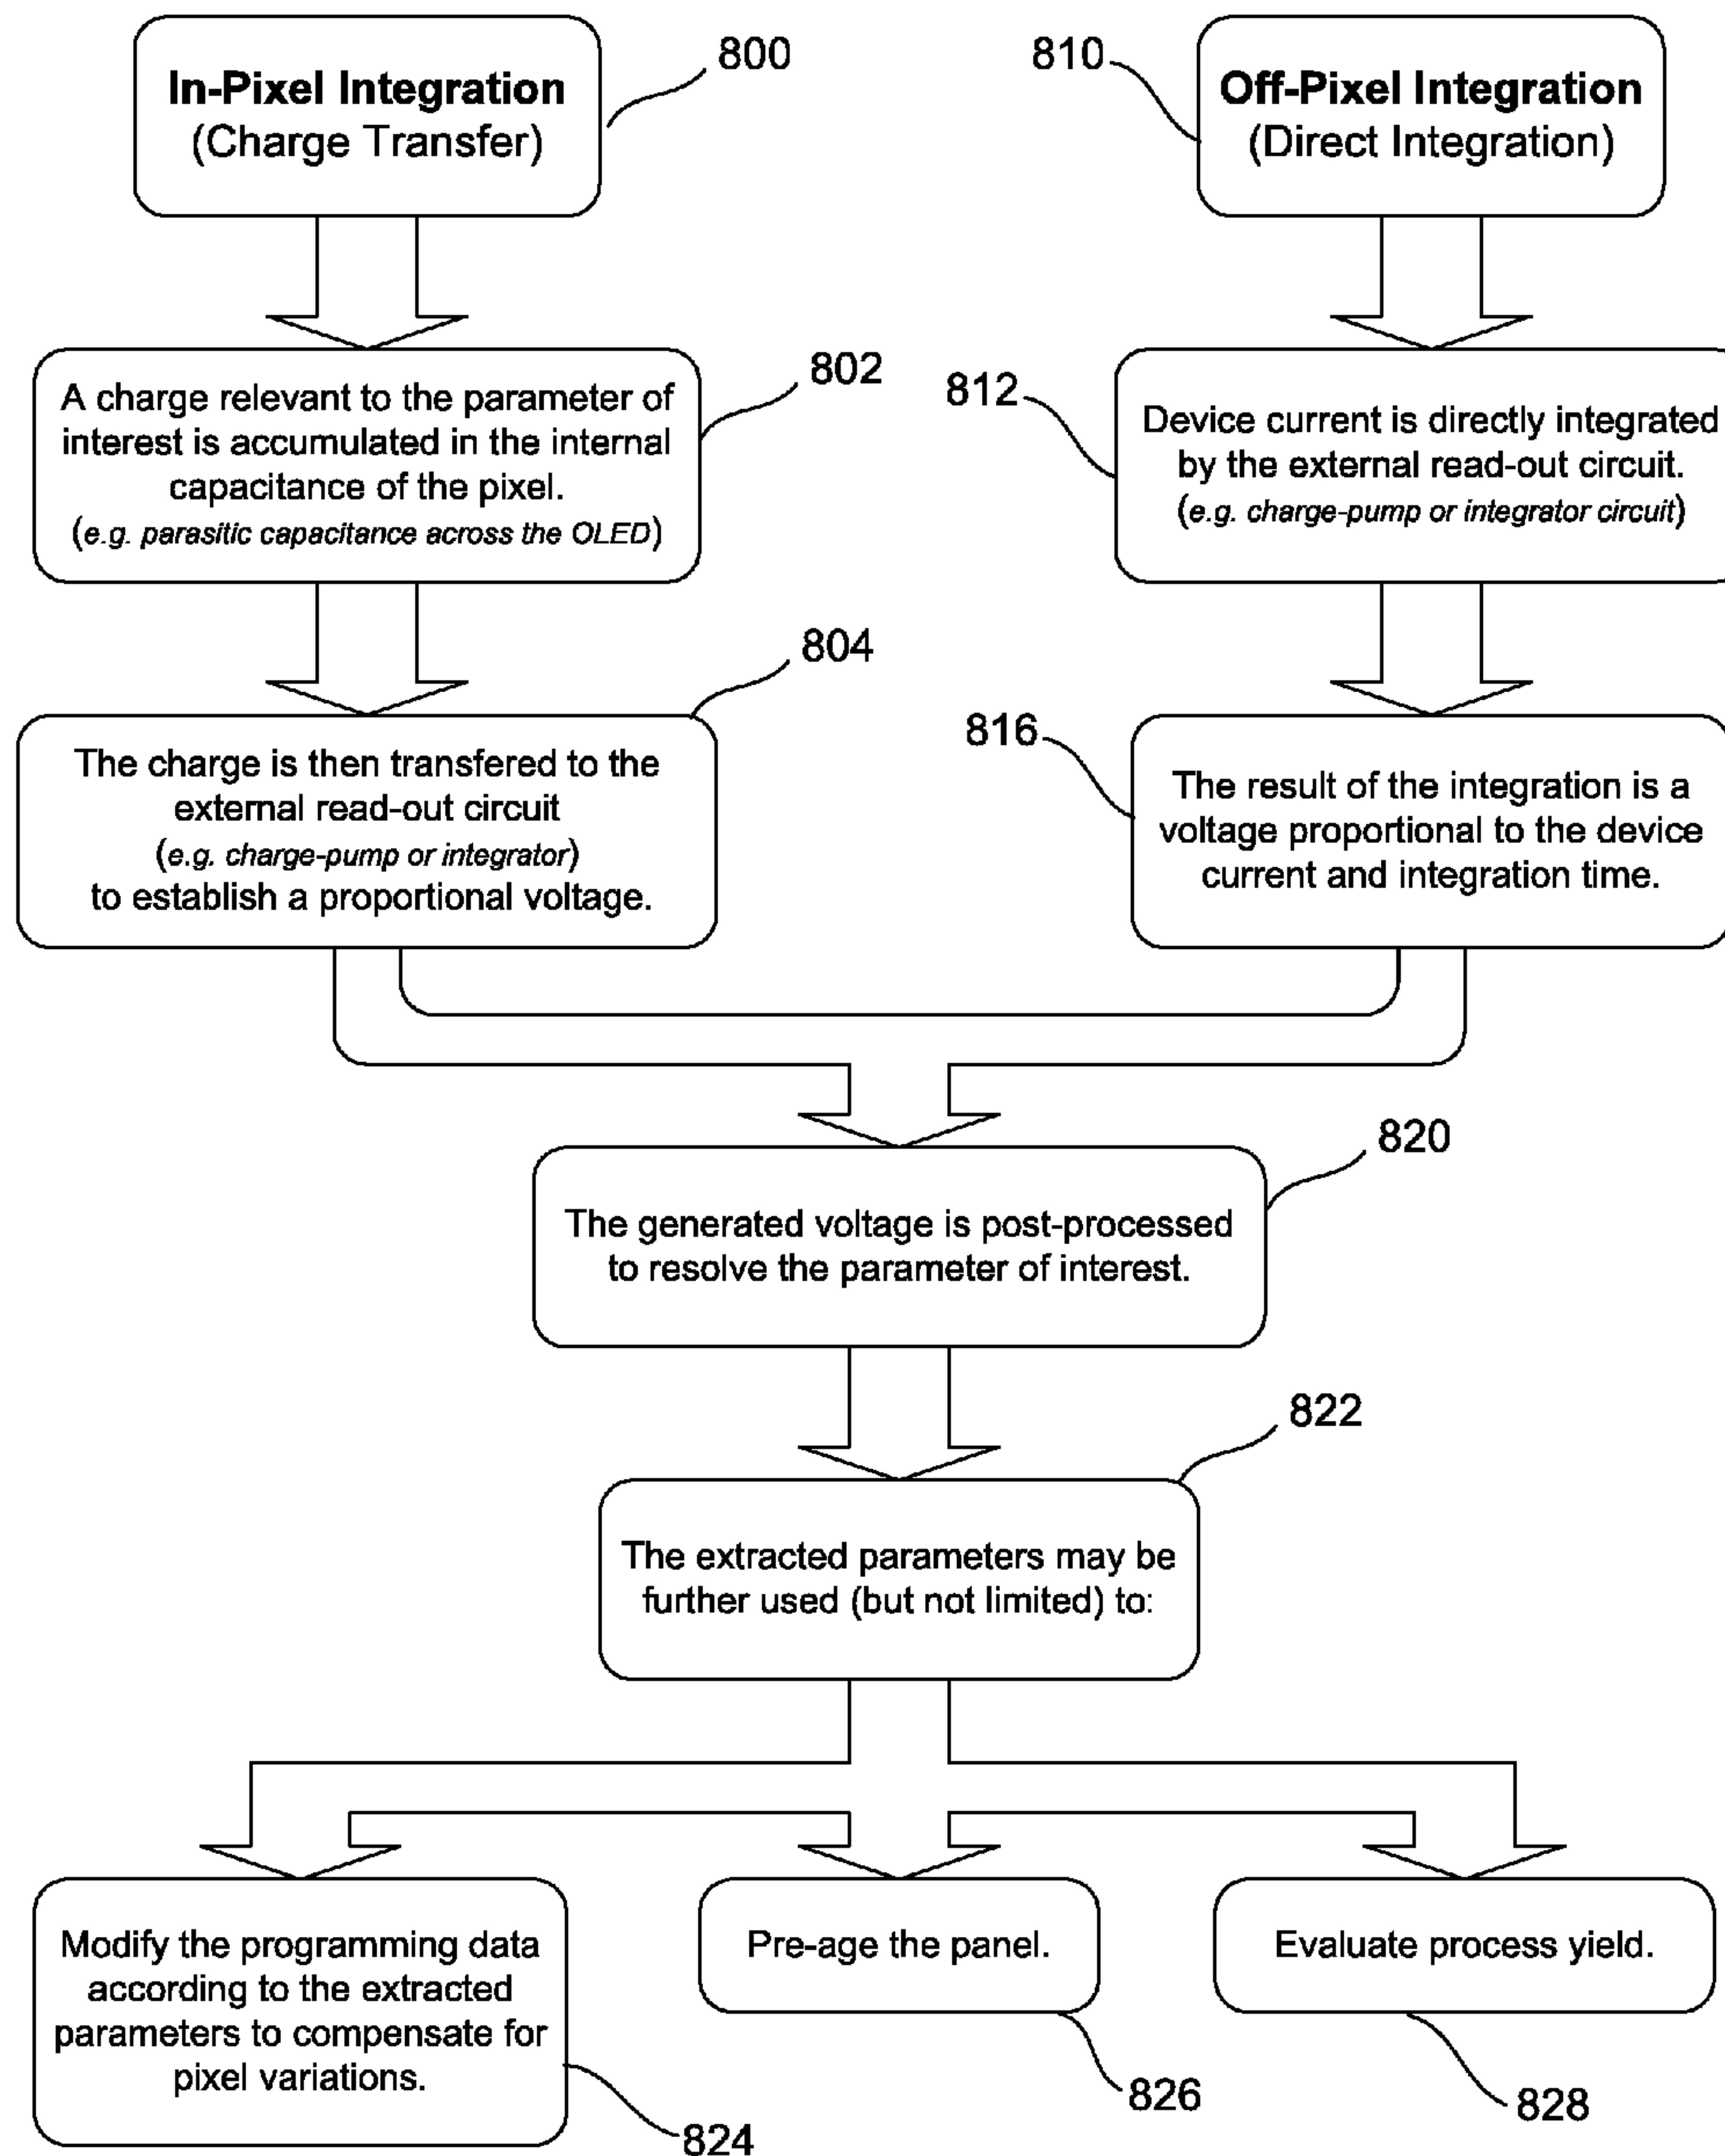 In-Pixel Integration
(Charge Transfer)
800
810
Off-Pixel Integration
(Direct Integration)
A charge relevant to the parameter of
interest is accumulated in the internal
capacitance of the pixel.
(e.g. parasitic capacitance across the OLED)
802
812
Device current is directly integrated
by the external read-out circuit.
(e.g. charge-pump or integrator circuit)
804
The charge is then transfered to the
external read-out circuit
(e.g. charge-pump or integrator)
to establish a proportional voltage.
816
The result of the integration is a
voltage proportional to the device
current and integration time.
820
The generated voltage is post-processed
to resolve the parameter of interest.
822
The extracted parameters may be
further used (but not limited) to:
Modify the programming data
according to the extracted
parameters to compensate for
pixel variations.
824
Pre-age the panel.
826
Evaluate process yield.
828